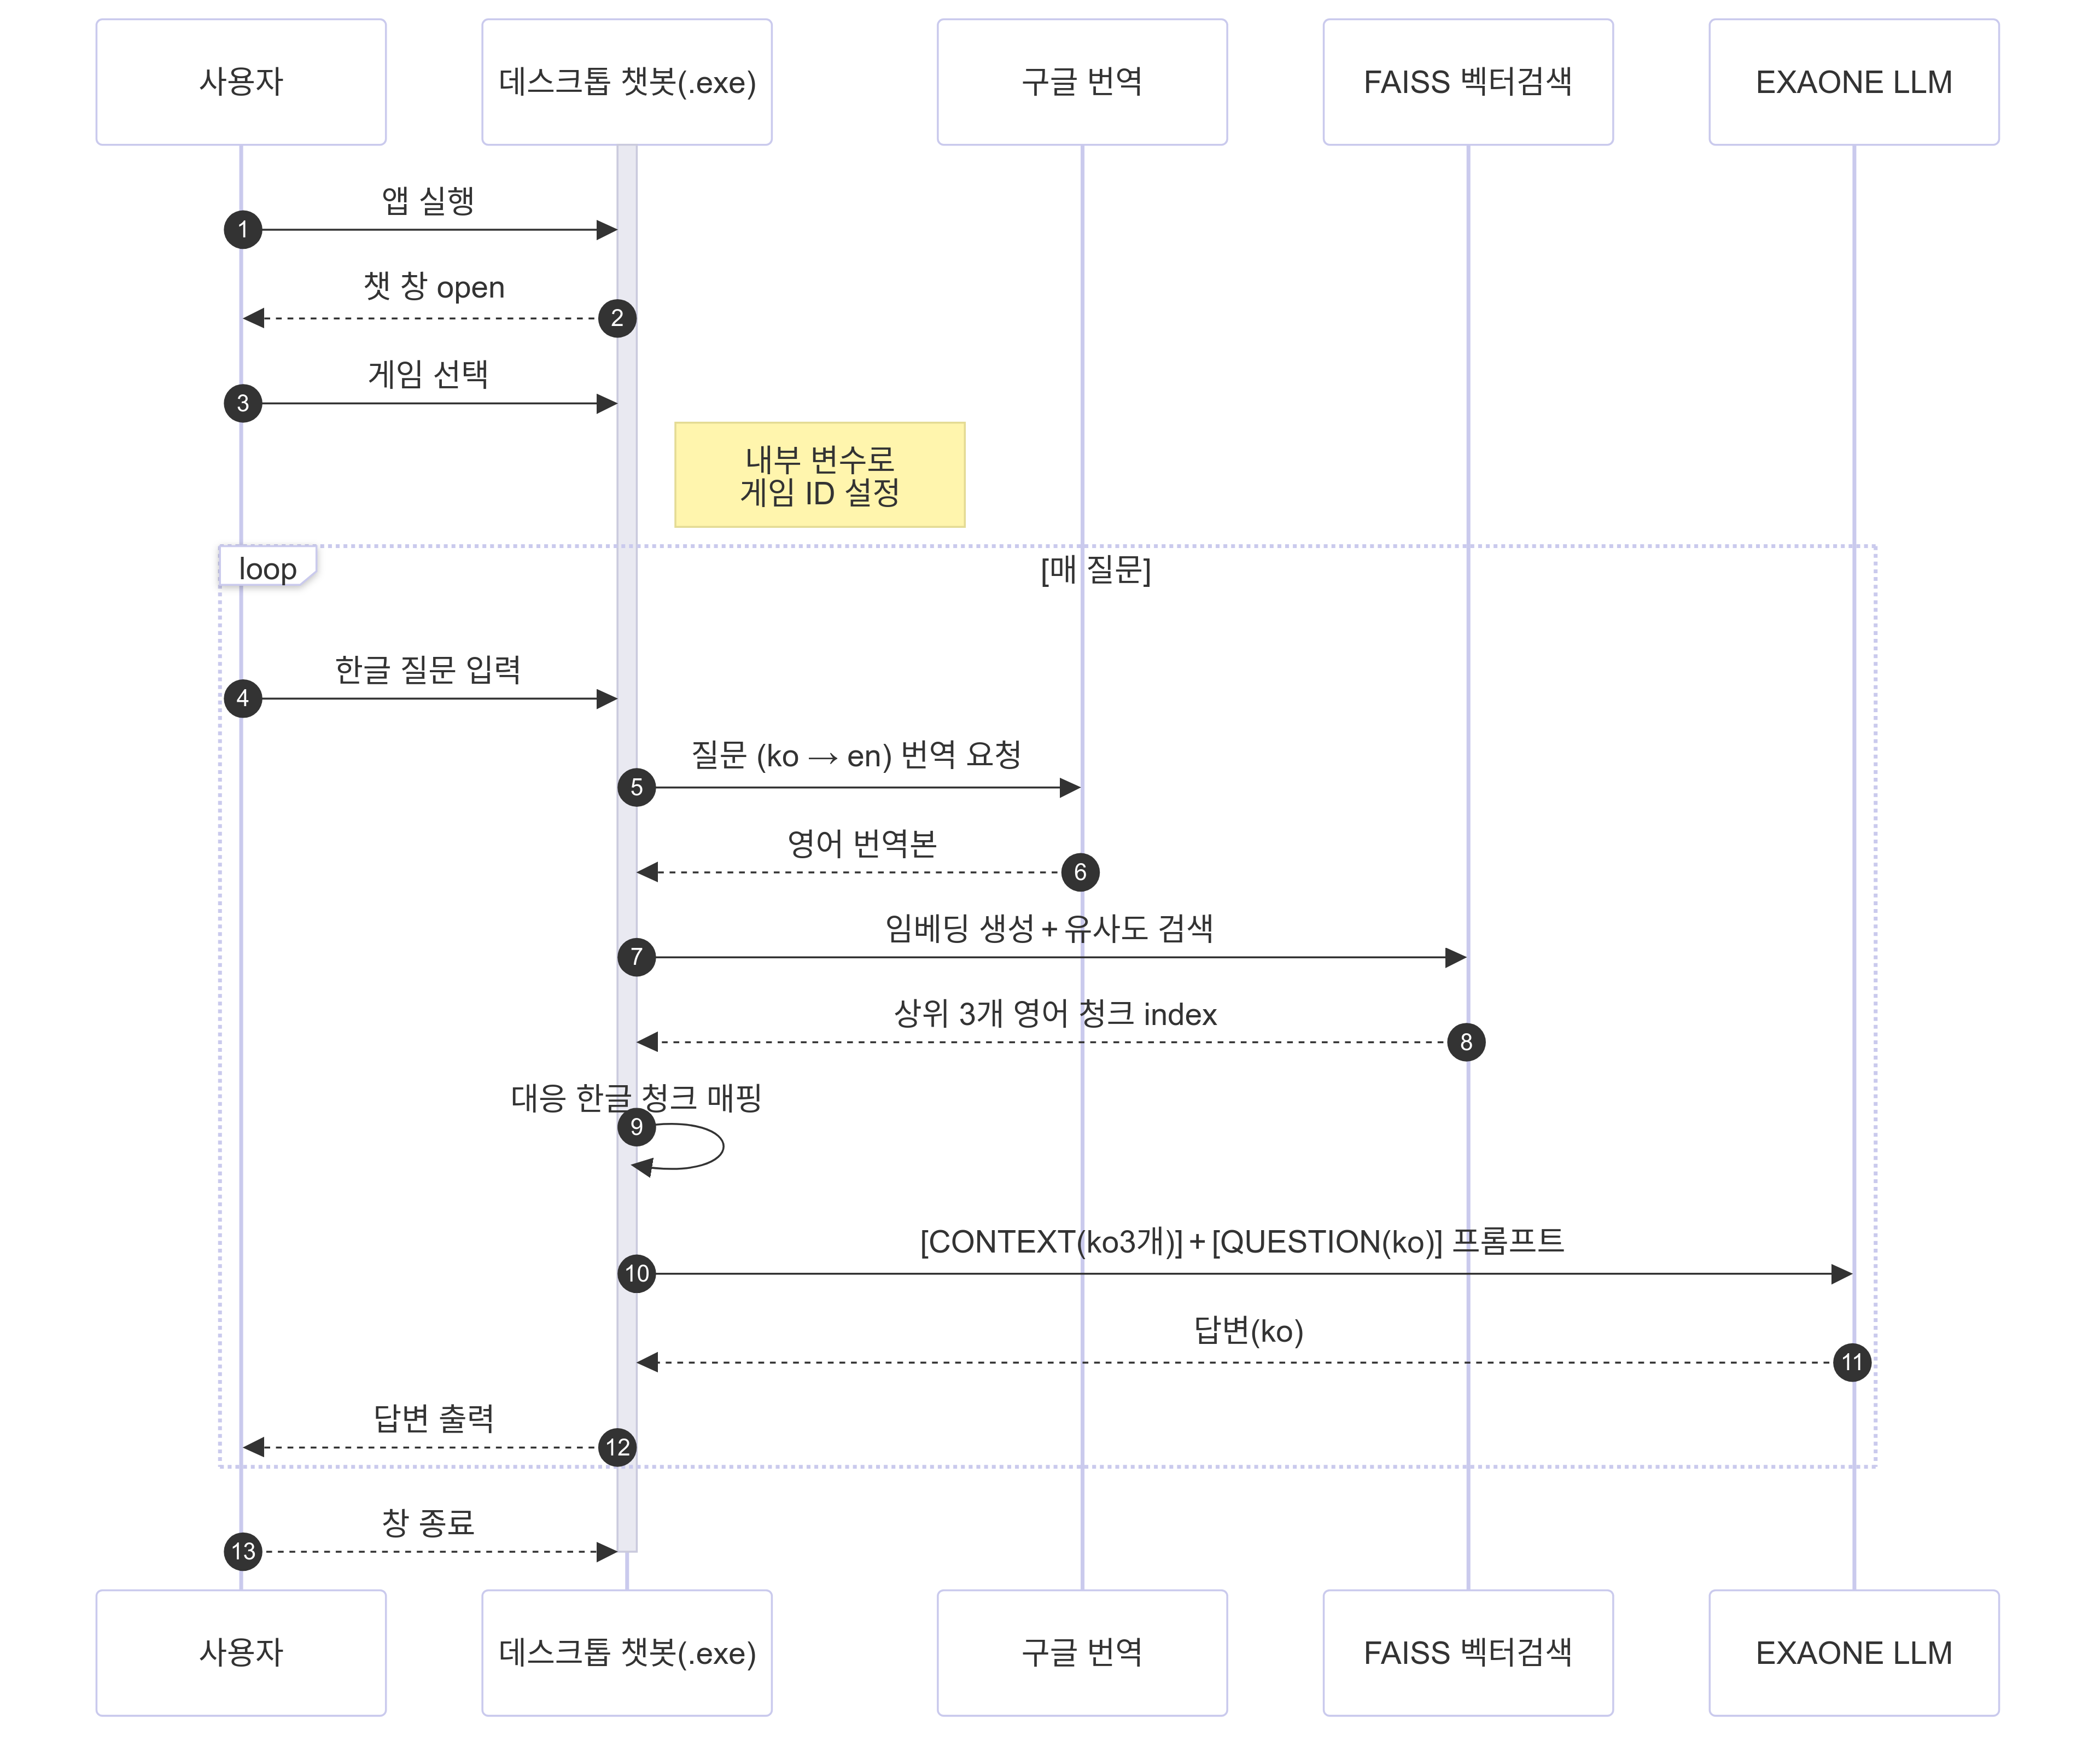 사용자
데스크톱 챗봇(.exe)
구글 번역
FAISS 벡터검색
EXAONE LLM
앱 실행
1
챗 창 open
2
게임 선택
3
내부 변수로
게임 ID 설정
loop
[매 질문]
한글 질문 입력
4
질문 (ko → en) 번역 요청
5
영어 번역본
6
임베딩 생성+유사도 검색
7
상위 3개 영어 청크 index
8
대응 한글 청크 매핑
9
[CONTEXT(ko3개)]+[QUESTION(ko)] 프롬프트
10
답변(ko)
11
답변 출력
12
창 종료
13
사용자
데스크톱 챗봇(.exe)
구글 번역
FAISS 벡터검색
EXAONE LLM